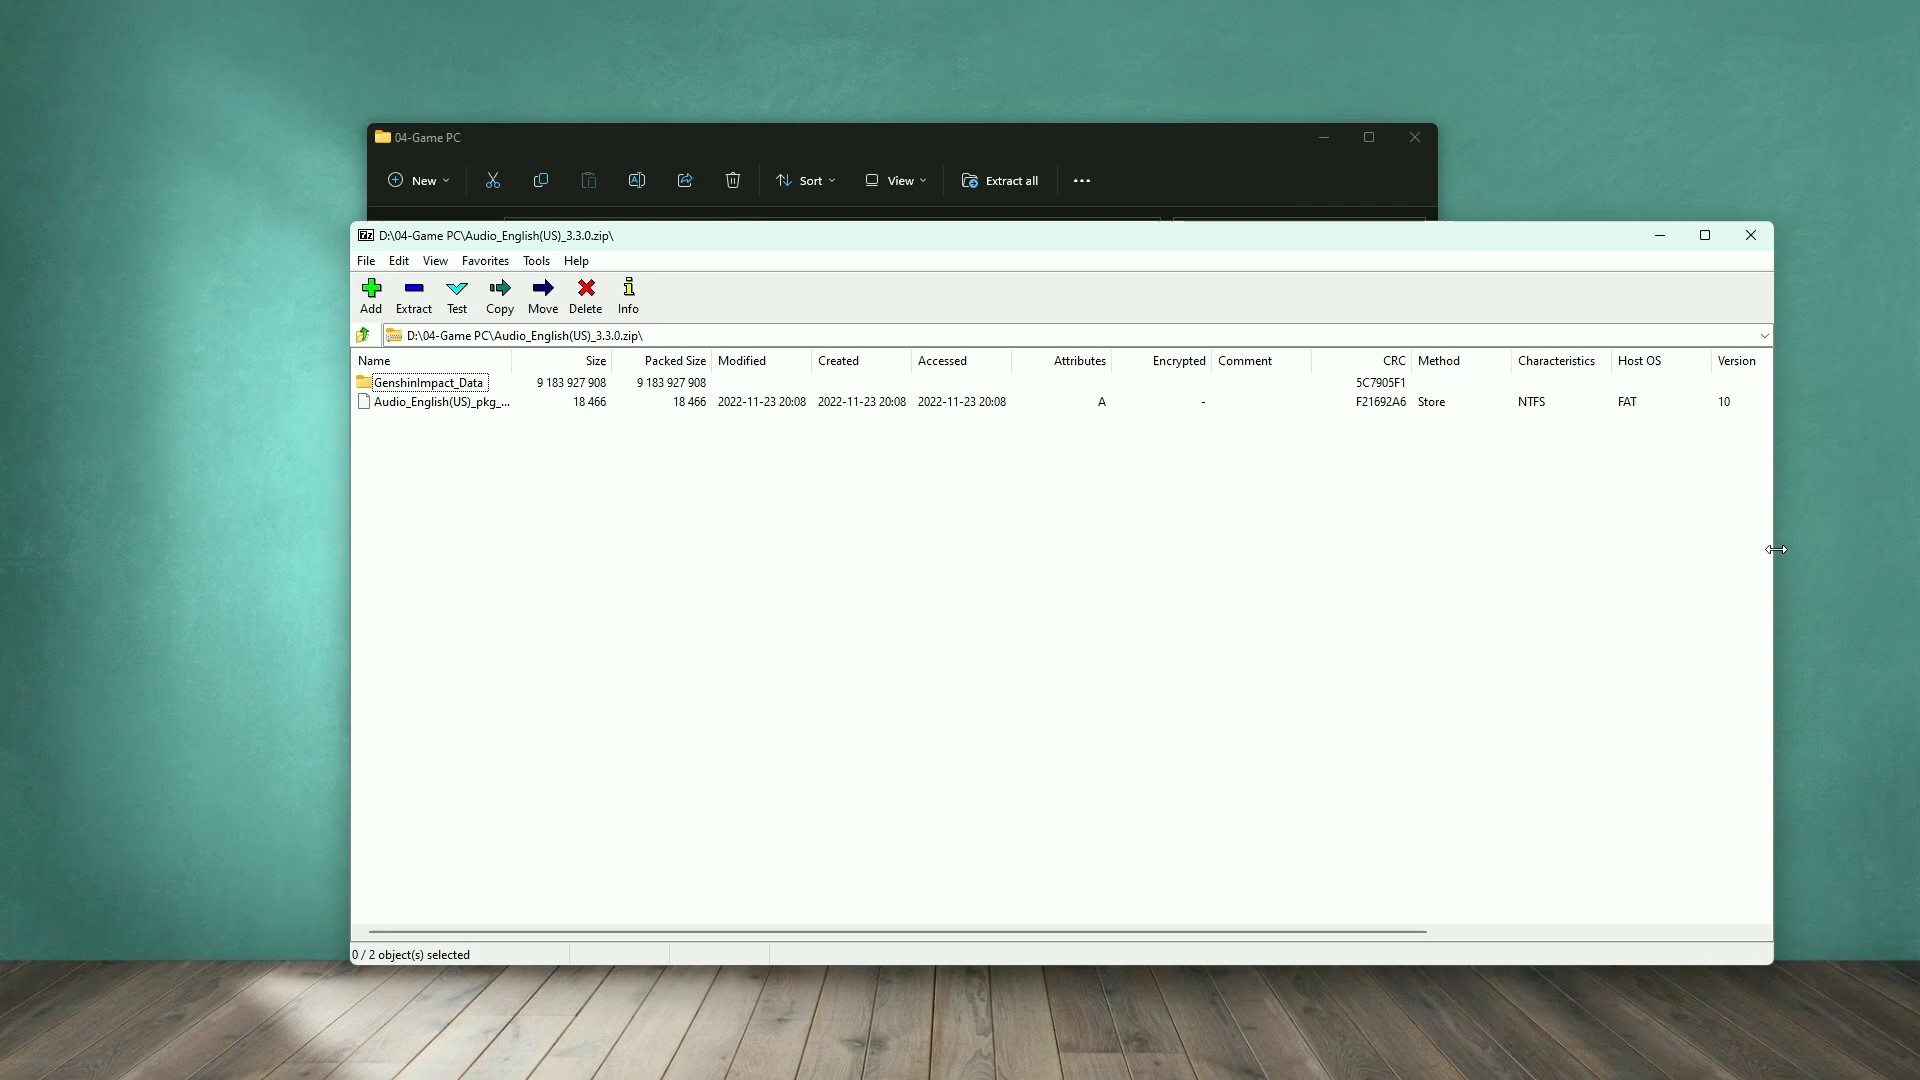 04-Game PC
New
Sort
View
Extract all
7z D:\04-Game PC\Audio_English(US)_3.3.0.zip\
File Edit View Favorites Tools Help
Add Extract Test Copy Move Delete Info
D:\04-Game PC\Audio_English(US)_3.3.0.zip\
Name Size Packed Size Modified Created Accessed Attributes Encrypted Comment CRC Method Characteristics Host OS Version
GenshinImpact_Data 9 183 927 908 9 183 927 908 5C7905F1
Audio_English(US)_pkg_... 18 466 18 466 2022-11-23 20:08 2022-11-23 20:08 2022-11-23 20:08 A - F21692A6 Store NTFS FAT 10
0 / 2 object(s) selected